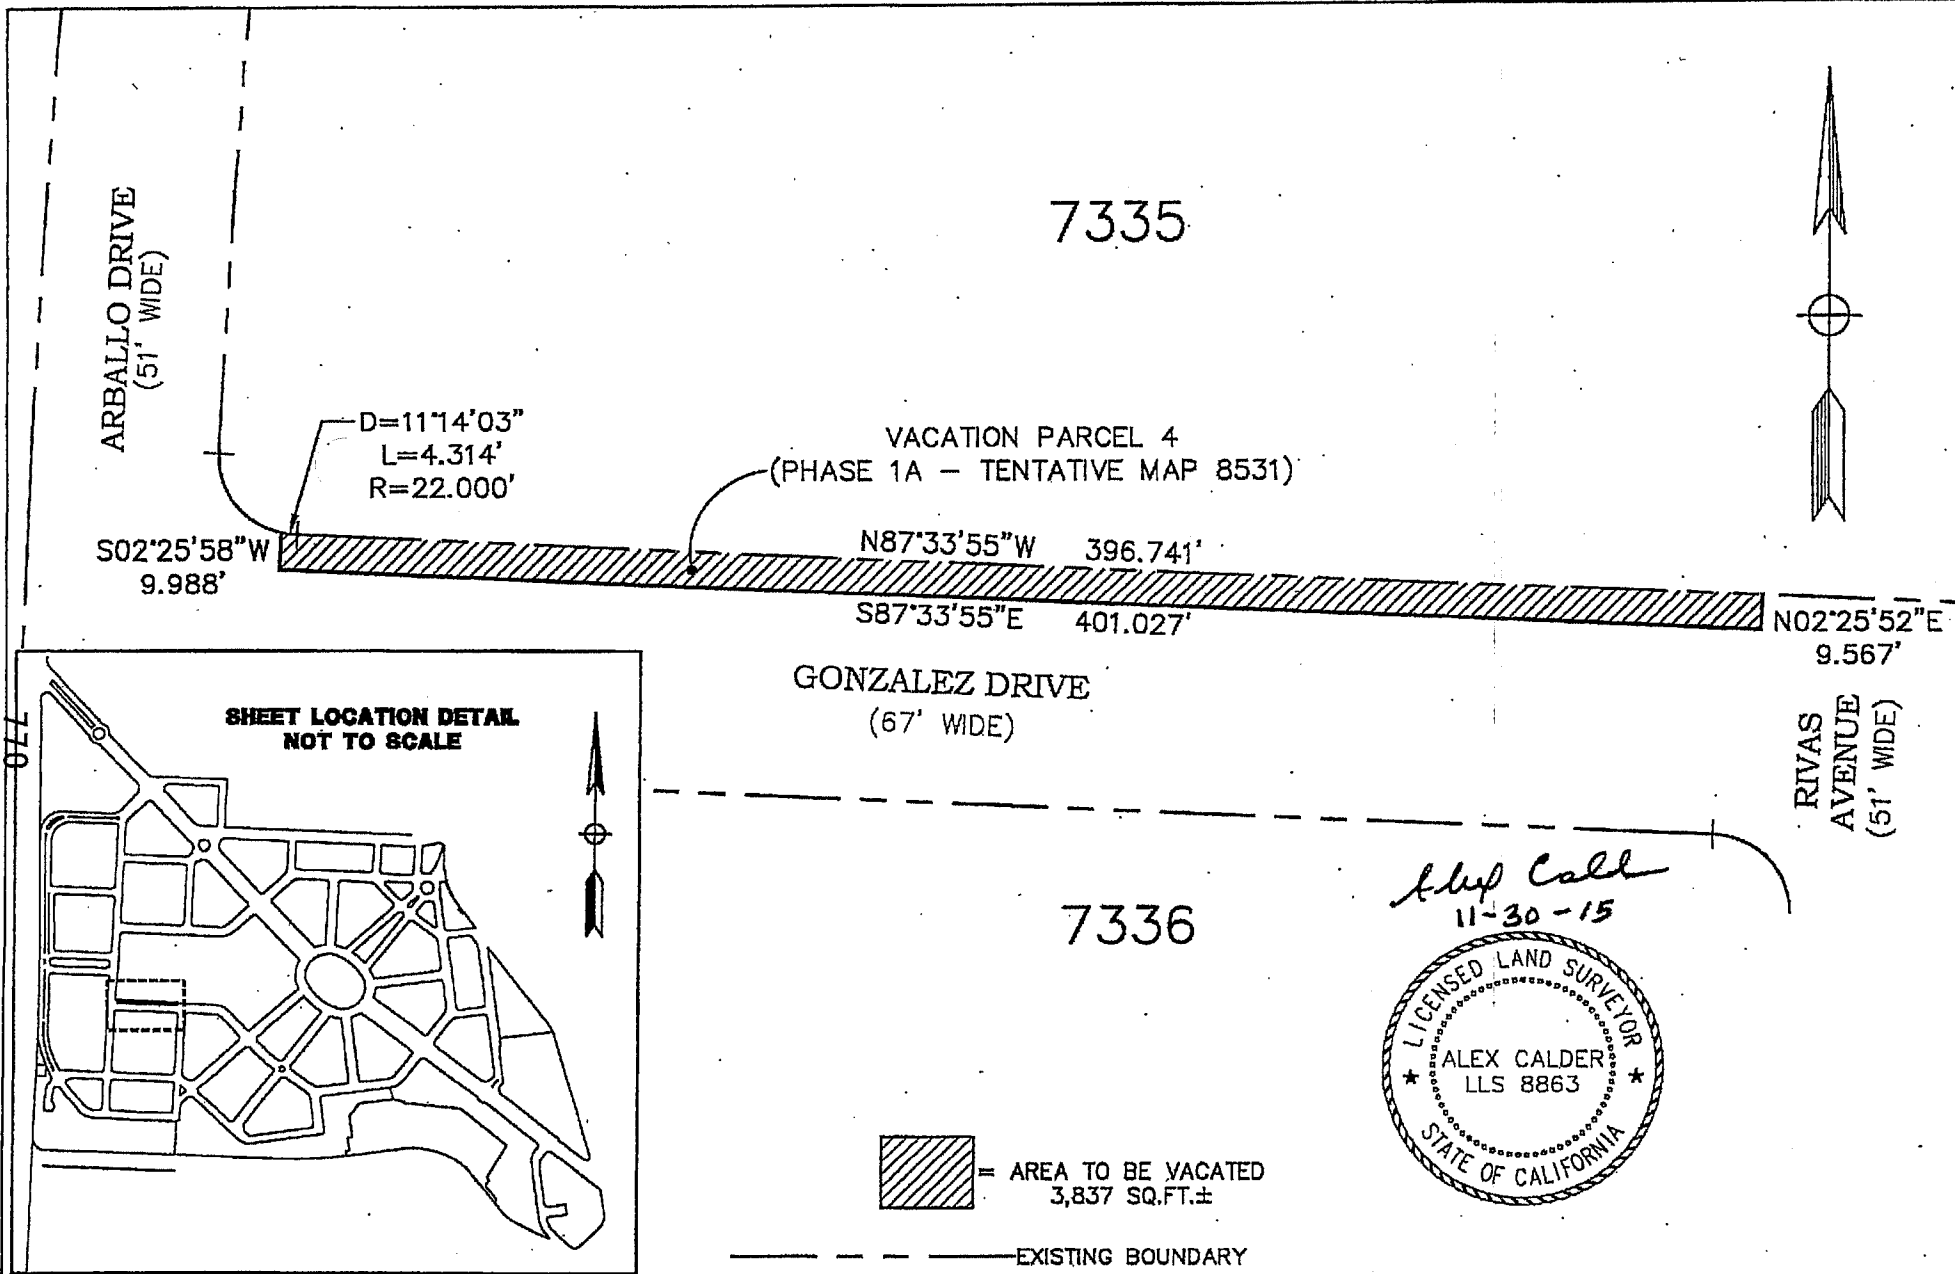 7335
ARBALLO DRIVE
(51' WIDE)
D=11°14'03"
L=4.314'
R=22.000'
VACATION PARCEL 4
(PHASE 1A – TENTATIVE MAP 8531)
S02°25'58"W
9.988'
N87°33'55"W 396.741'
S87°33'55"E 401.027'
N02°25'52"E
9.567'
GONZALEZ DRIVE
(67' WIDE)
RIVAS
AVENUE
(51' WIDE)
SHEET LOCATION DETAIL
NOT TO SCALE
770
7336
Alex Cald
11-30-15
LICENSED LAND SURVEYOR
ALEX CALDER
LLS 8863
STATE OF CALIFORNIA
= AREA TO BE VACATED
3,837 SQ.FT.±
EXISTING BOUNDARY